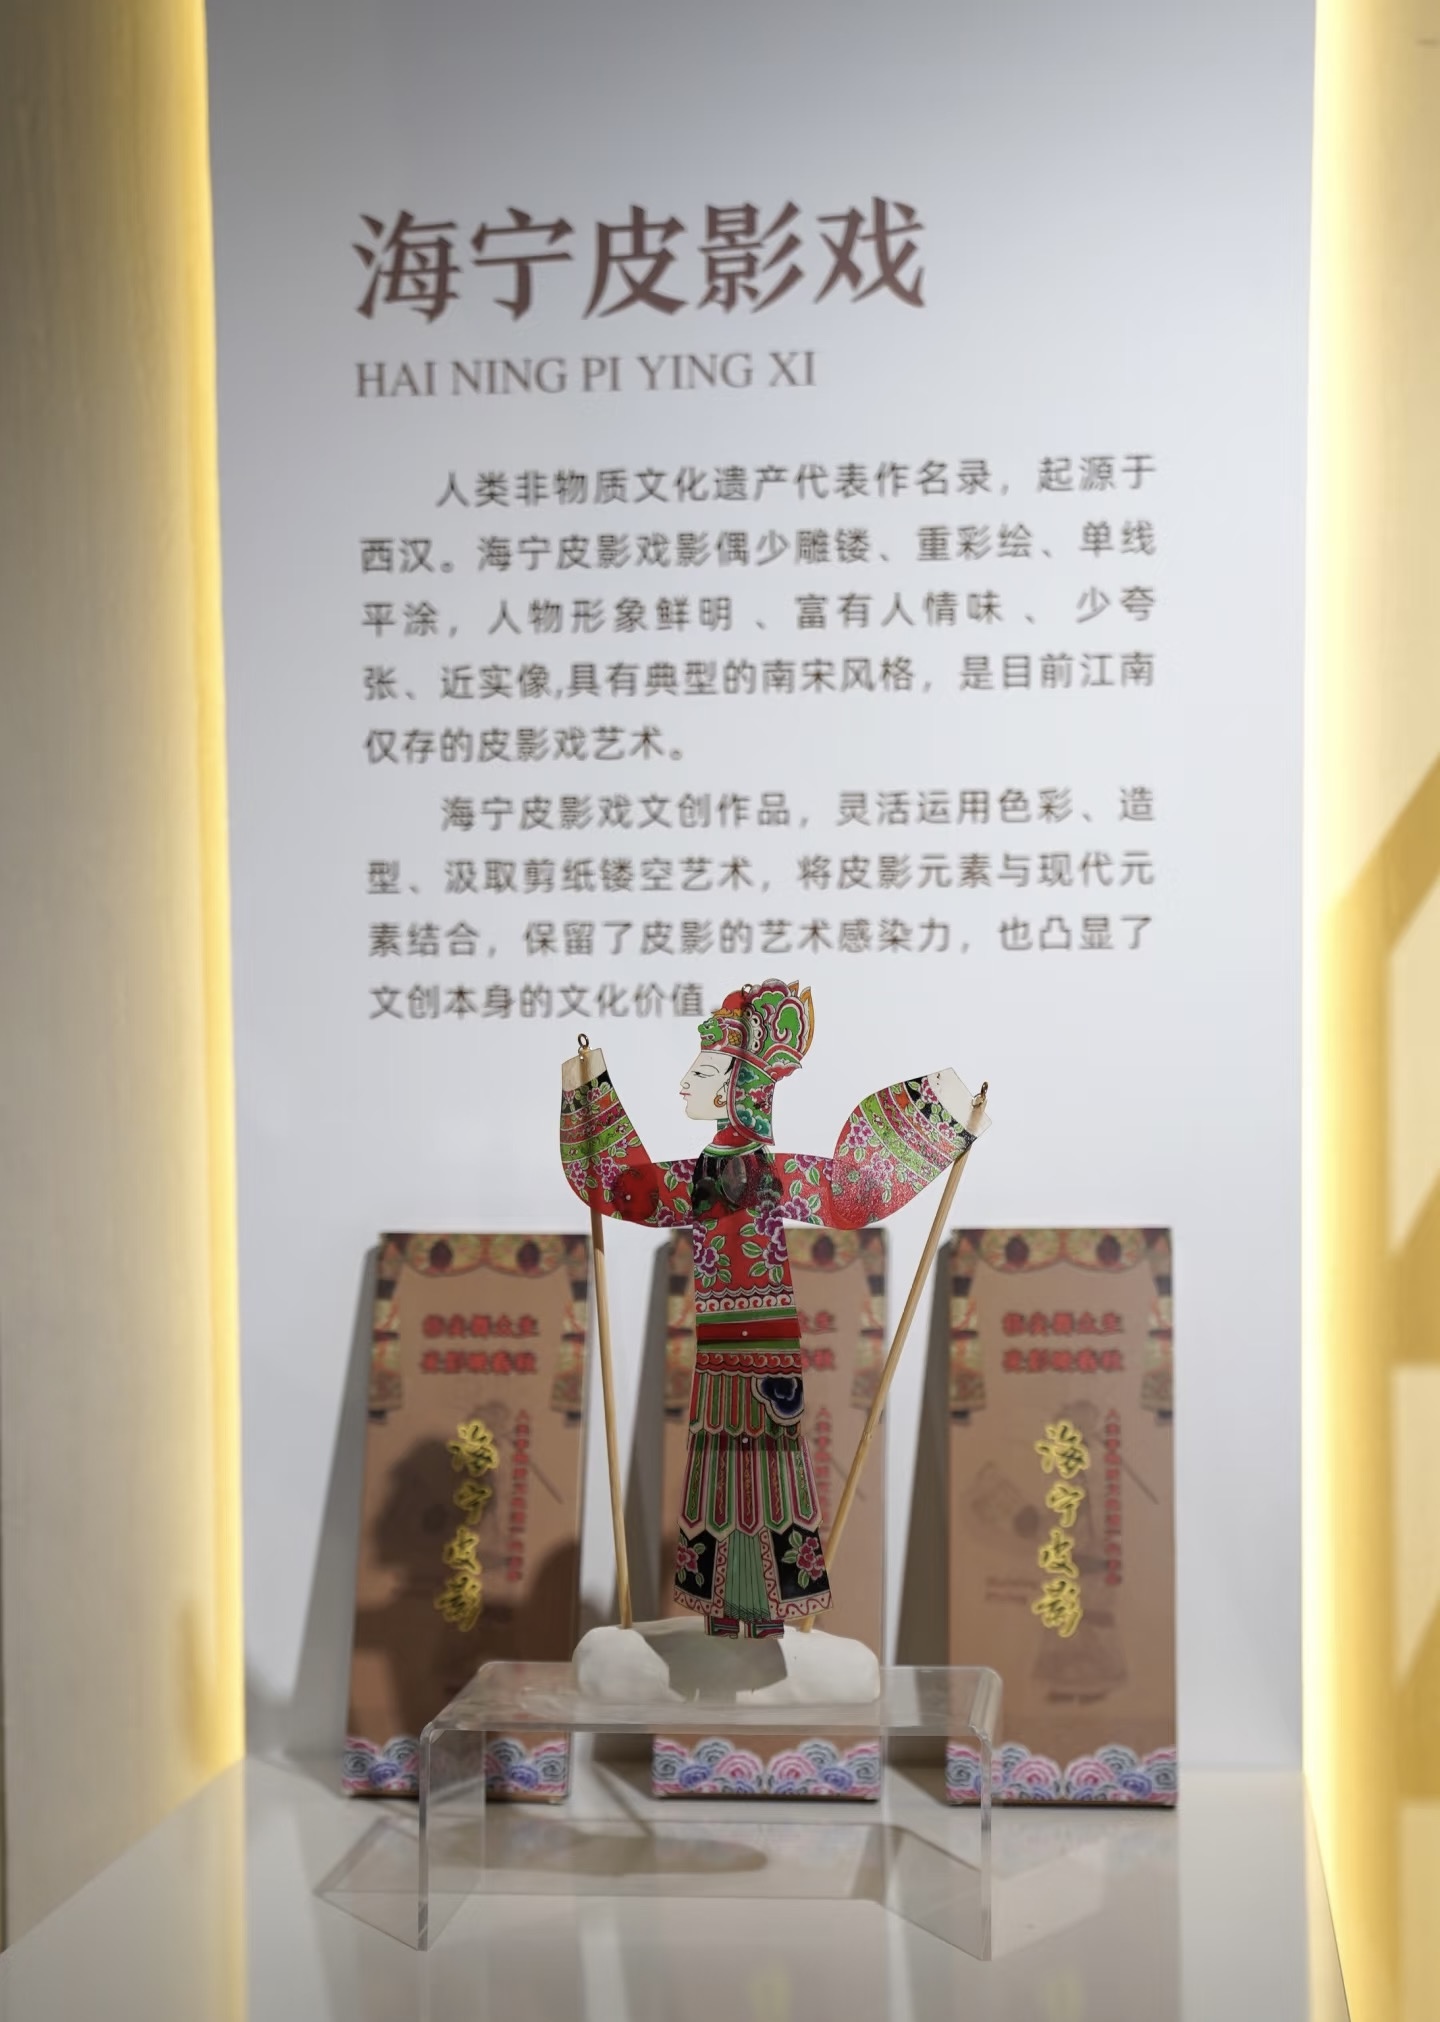 海宁皮影戏
HAI NING PI YING XI
人类非物质文化遗产代表作名录，起源于
西汉。海宁皮影戏影偶少雕镂、重彩绘、单线
平涂，人物形象鲜明、富有人情味、少夸
张、近实像,具有典型的南宋风格，是目前江南
仅存的皮影戏艺术。
海宁皮影戏文创作品，灵活运用色彩、造
型、汲取剪纸镂空艺术，将皮影元素与现代元
素结合，保留了皮影的艺术感染力，也凸显了
文创本身的文化价值
海宁皮影
海宁皮影